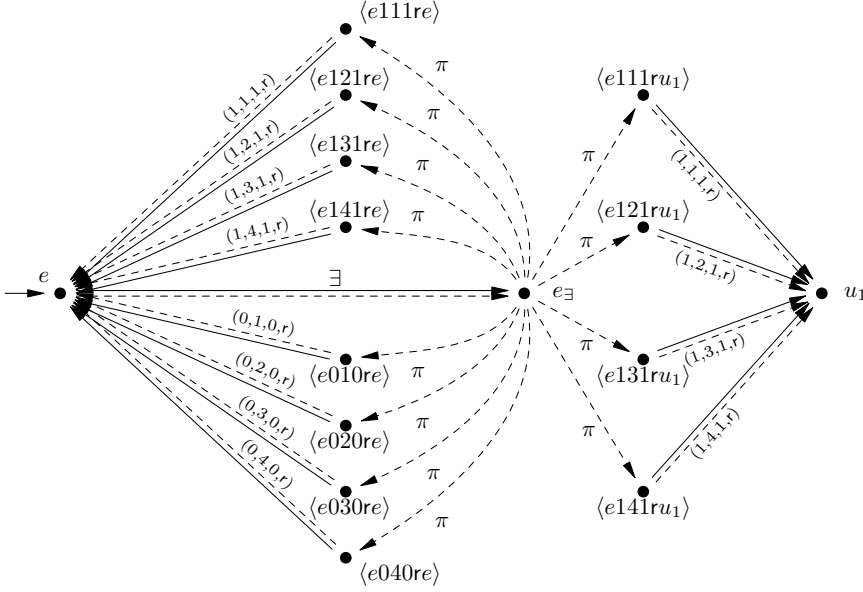 ⟨e111re⟩
π
(1,1,1,r)
⟨e121re⟩
⟨e111ru₁⟩
π
(1,2,1,r)
⟨e131re⟩
π
π
(1,1,1,r)
(1,3,1,r)
⟨e141re⟩
π
⟨e121ru₁⟩
(1,4,1,r)
π
(1,2,1,r)
e
∃
e∃
u₁
(0,1,0,r)
π
(0,2,0,r)
⟨e010re⟩
π
⟨e131ru₁⟩
(1,3,1,r)
(0,3,0,r)
⟨e020re⟩
π
π
(1,4,1,r)
(0,4,0,r)
π
⟨e030re⟩
⟨e141ru₁⟩
π
⟨e040re⟩